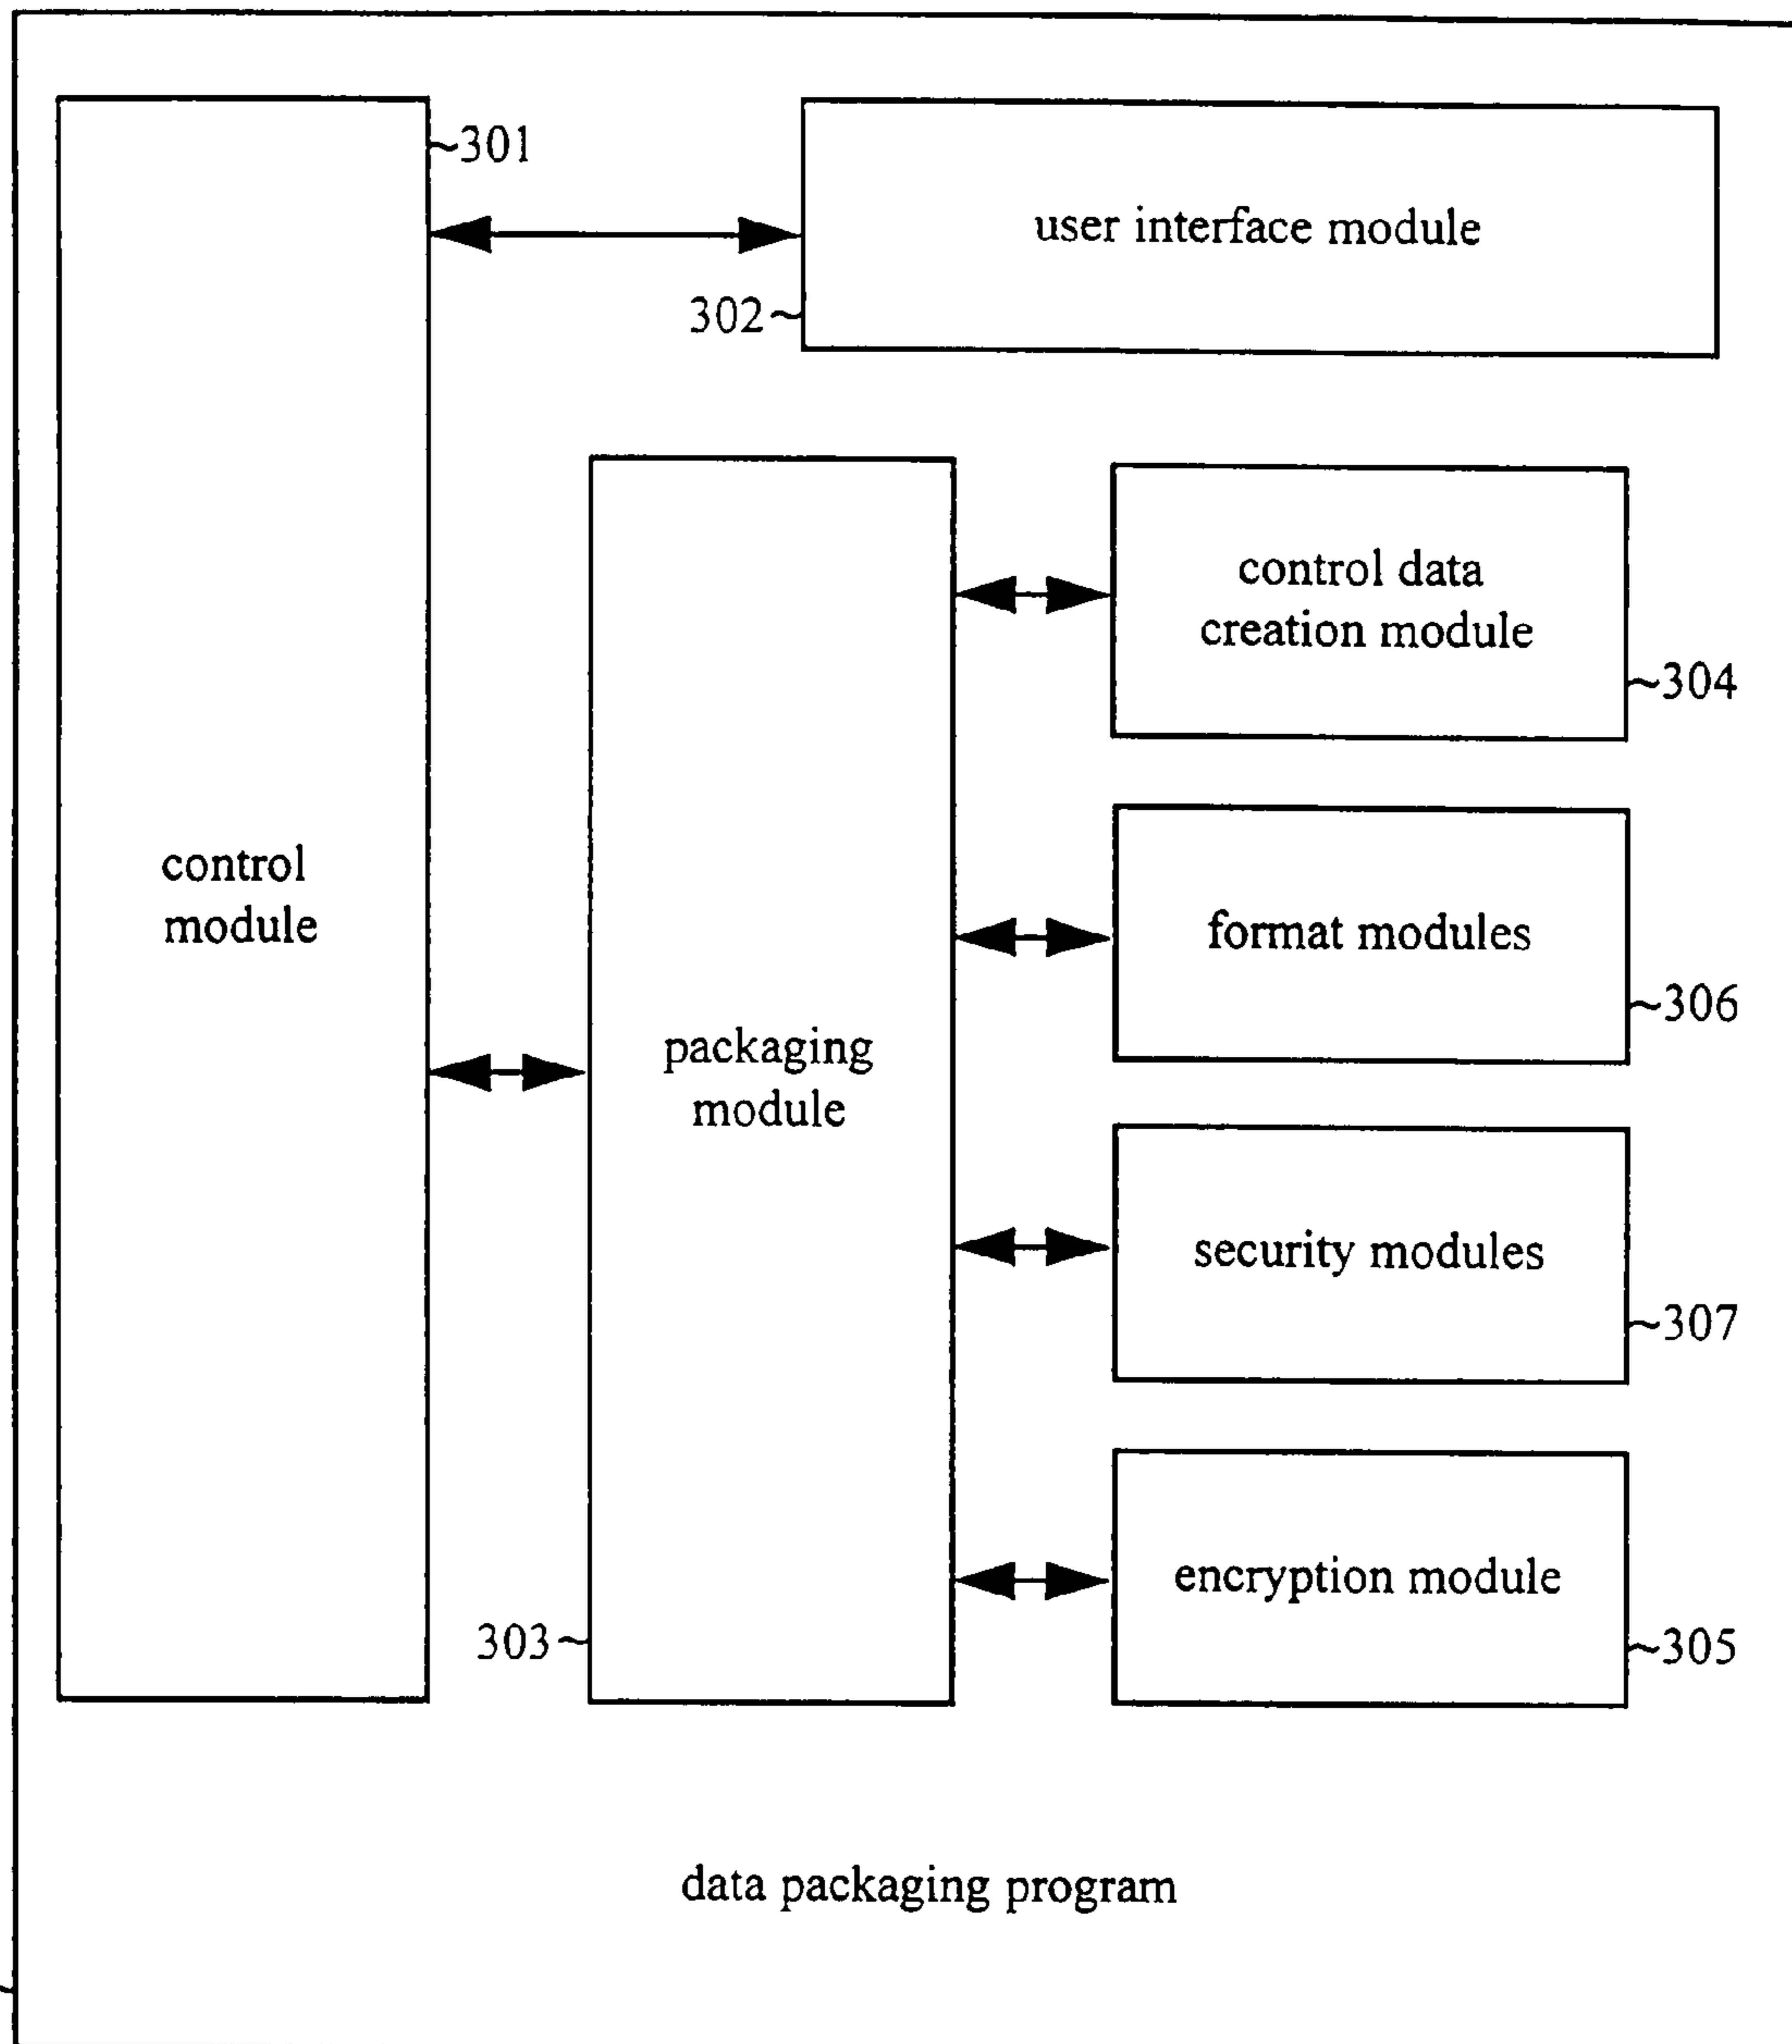 301
user interface module
302
control data
creation module
304
control
module
format modules
306
packaging
module
security modules
307
encryption module
303
305
data packaging program